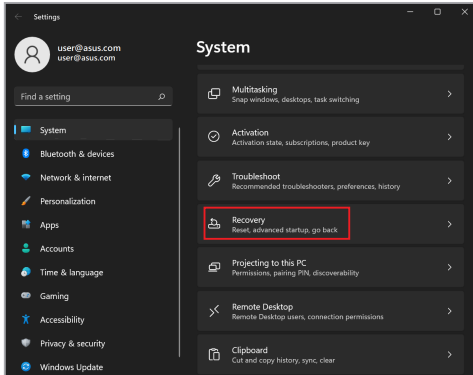 Settings
user@asus.com
user@asus.com
Find a setting
System
Bluetooth & devices
Network & internet
Personalization
Apps
Accounts
Time & language
Gaming
Accessibility
Privacy & security
Windows Update
System
Multitasking
Snap windows, desktops, task switching
Activation
Activation state, subscriptions, product key
Troubleshoot
Recommended troubleshooters, preferences, history
Recovery
Reset, advanced startup, go back
Projecting to this PC
Permissions, pairing PIN, discoverability
Remote Desktop
Remote Desktop users, connection permissions
Clipboard
Cut and copy history, sync, clear